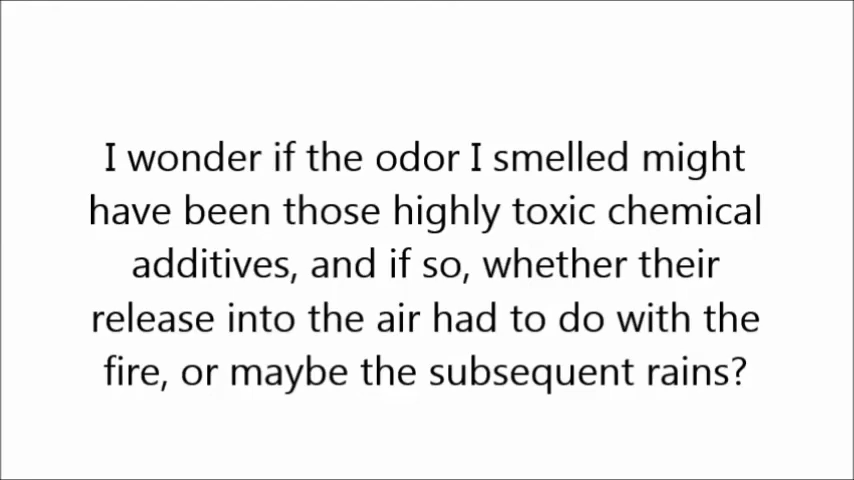 I wonder if the odor I smelled might
have been those highly toxic chemical
additives, and if so, whether their
release into the air had to do with the
fire, or maybe the subsequent rains?